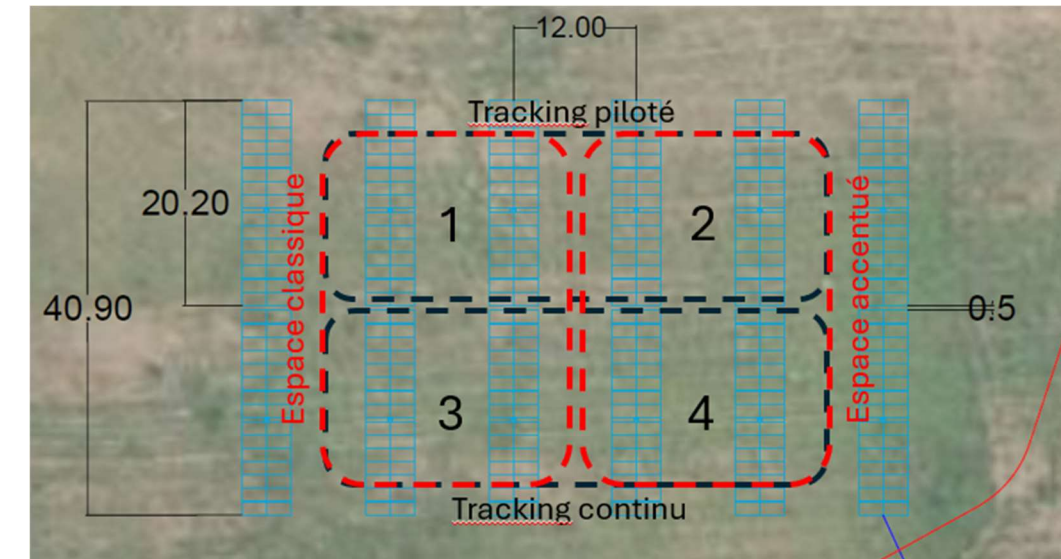 12.00
Tracking piloté
20.20
Espace classique
1
2
Espace accentué
40.90
0.5
3
4
Tracking continu